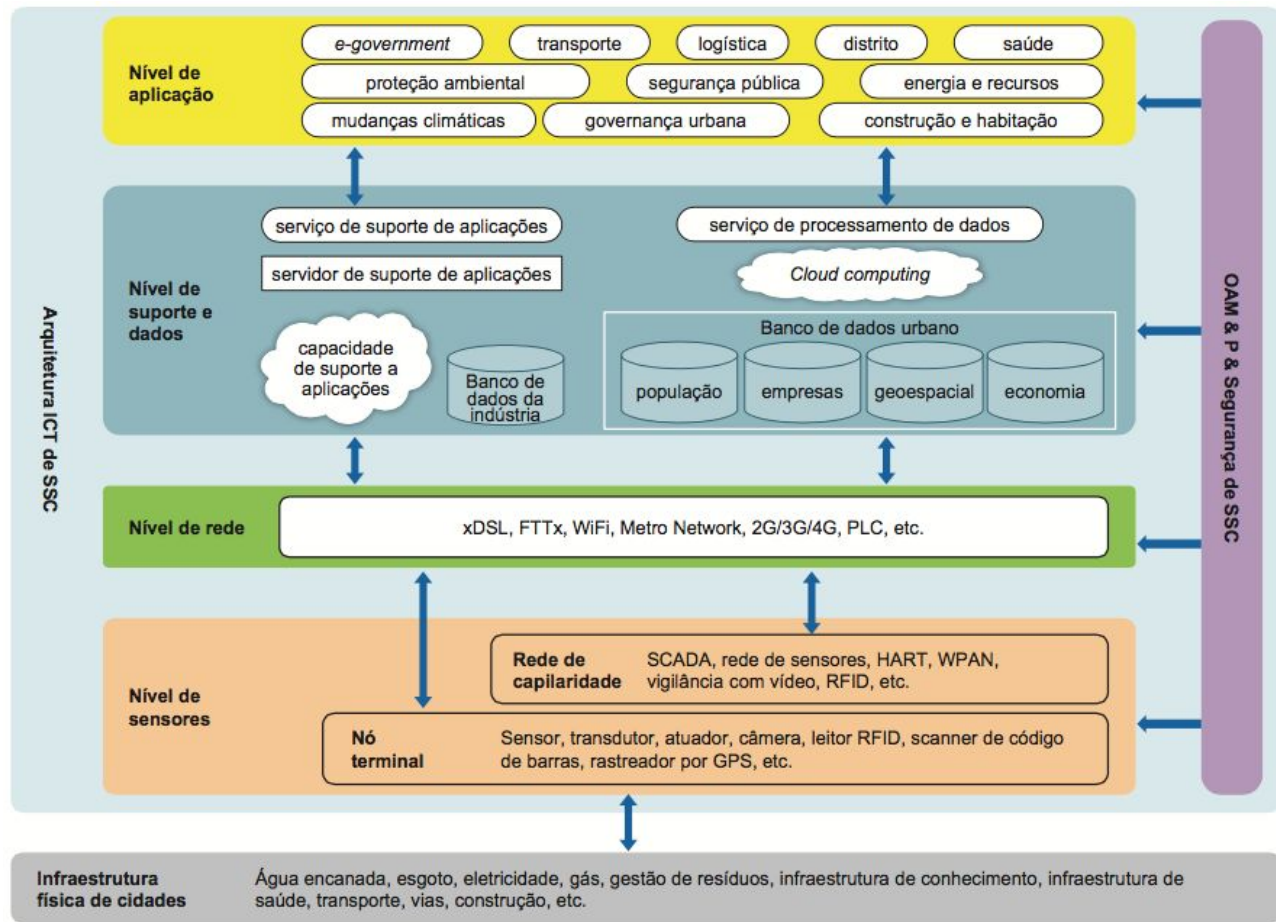 e-government
transporte
logística
distrito
saúde
Nível de
aplicação
proteção ambiental
segurança pública
energia e recursos
mudanças climáticas
governança urbana
construção e habitação
serviço de suporte de aplicações
serviço de processamento de dados
servidor de suporte de aplicações
Cloud computing
Nível de
suporte e
dados
capacidade
de suporte a
aplicações
Banco de
dados da
indústria
Banco de dados urbano
população
empresas
geoespacial
economia
Arquitetura ICT de SSC
OAM & P & Segurança de SSC
Nível de rede
xDSL, FTTx, WiFi, Metro Network, 2G/3G/4G, PLC, etc.
Nível de
sensores
Rede de
capilaridade
SCADA, rede de sensores, HART, WPAN,
vigilância com vídeo, RFID, etc.
Nó
terminal
Sensor, transdutor, atuador, câmera, leitor RFID, scanner de código
de barras, rastreador por GPS, etc.
Infraestrutura
física de cidades
Água encanada, esgoto, eletricidade, gás, gestão de resíduos, infraestrutura de conhecimento, infraestrutura de
saúde, transporte, vias, construção, etc.